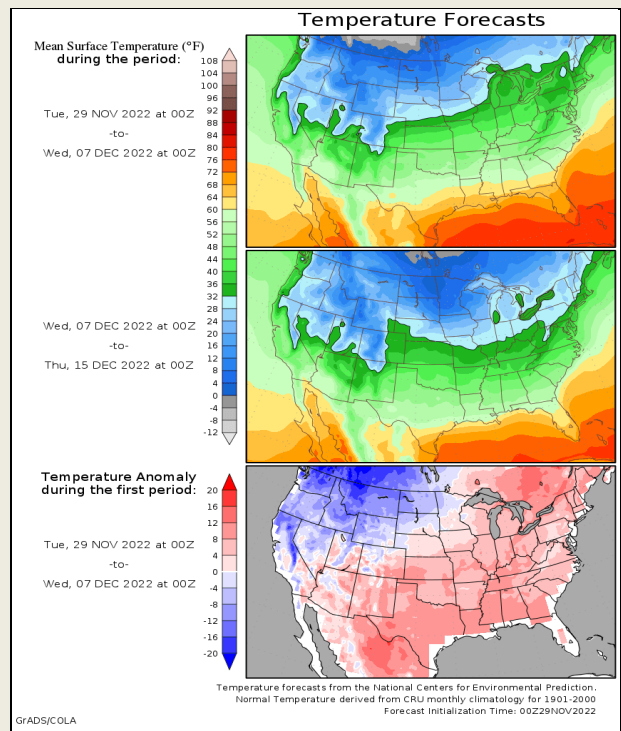 Temperature Forecasts
Mean Surface Temperature (°F)
during the period:
Tue, 29 NOV 2022 at 00Z
-to-
Wed, 07 DEC 2022 at 00Z
108
104
100
96
92
88
84
80
76
72
68
64
60
56
52
48
44
40
36
32
28
24
20
16
12
8
4
0
-4
-8
-12
Wed, 07 DEC 2022 at 00Z
-to-
Thu, 15 DEC 2022 at 00Z
Temperature Anomaly
during the first period:
Tue, 29 NOV 2022 at 00Z
-to-
Wed, 07 DEC 2022 at 00Z
20
16
12
8
4
0
-4
-8
-12
-16
-20
Temperature forecasts from the National Centers for Environmental Prediction.
Normal Temperature derived from CRU monthly climatology for 1901-2000
Forecast Initialization Time: 00Z29NOV2022
GrADS/COLA